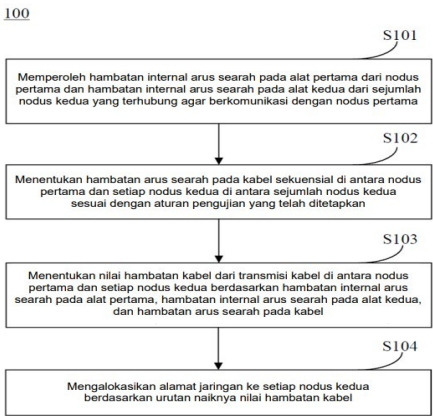 100
S101
Memperoleh hambatan internal arus searah pada alat pertama dari nodus
pertama dan hambatan internal arus searah pada alat kedua dari sejumlah
nodus kedua yang terhubung agar berkomunikasi dengan nodus pertama
S102
Menentukan hambatan arus searah pada kabel sekuensial di antara nodus
pertama dan setiap nodus kedua di antara sejumlah nodus kedua
sesuai dengan aturan pengujian yang telah ditetapkan
S103
Menentukan nilai hambatan kabel dari transmisi kabel di antara nodus
pertama dan setiap nodus kedua berdasarkan hambatan internal arus
searah pada alat pertama, hambatan internal arus searah pada alat kedua,
dan hambatan arus searah pada kabel
S104
Mengalokasikan alamat jaringan ke setiap nodus kedua
berdasarkan urutan naiknya nilai hambatan kabel